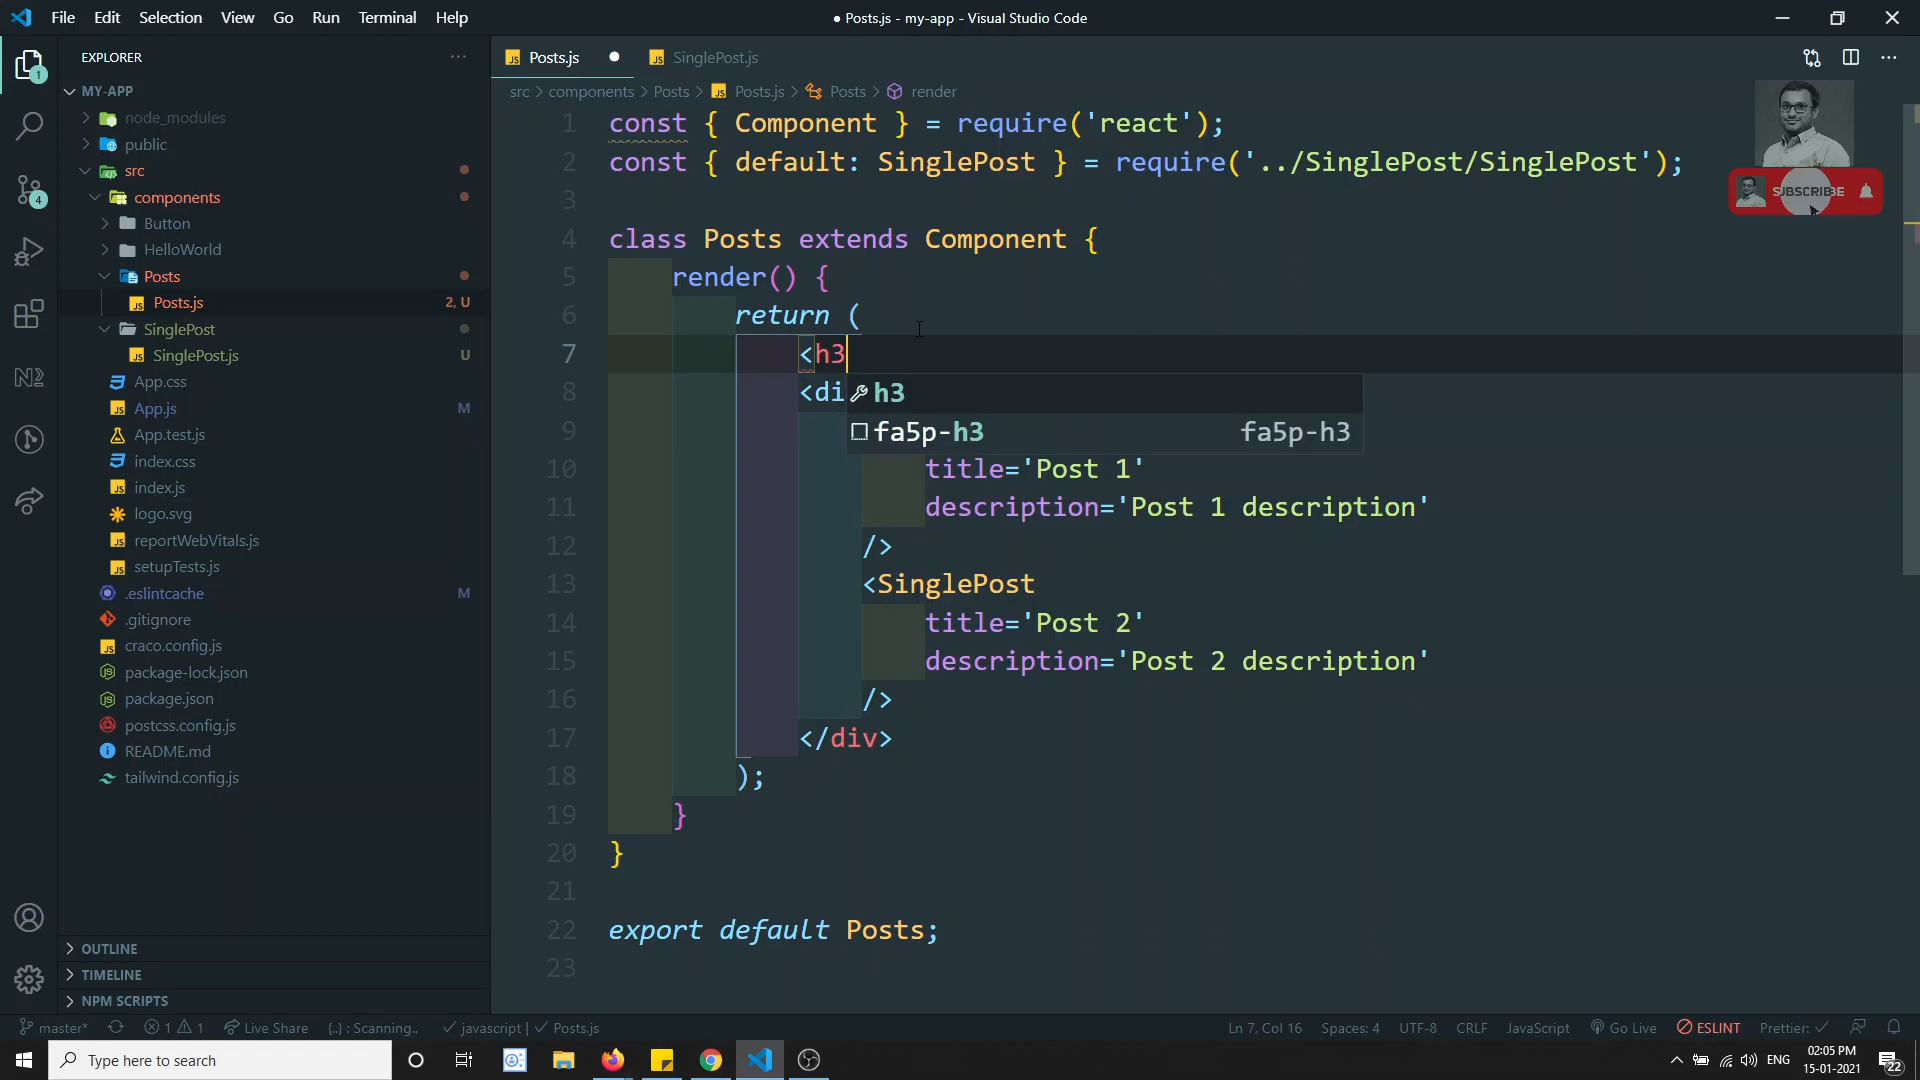 File Edit Selection View Go Run Terminal Help
● Posts.js - my-app - Visual Studio Code
EXPLORER
Posts.js
SinglePost.js
src > components > Posts > Posts.js > Posts > render
1
4
MY-APP
node_modules
public
src
components
Button
HelloWorld
Posts
Posts.js 2, U
SinglePost
SinglePost.js U
App.css
App.js M
App.test.js
index.css
index.js
logo.svg
reportWebVitals.js
setupTests.js
.eslintcache M
.gitignore
craco.config.js
package-lock.json
package.json
postcss.config.js
README.md
tailwind.config.js
OUTLINE
TIMELINE
NPM SCRIPTS
1 const { Component } = require('react');
2 const { default: SinglePost } = require('../SinglePost/SinglePost');
3
4 class Posts extends Component {
5 render() {
6 return (
7 <h3
8 <di
h3
9
fa5p-h3 fa5p-h3
10 title='Post 1'
11 description='Post 1 description'
12 />
13 <SinglePost
14 title='Post 2'
15 description='Post 2 description'
16 />
17 </div>
18 );
19 }
20 }
21
22 export default Posts;
23
SUBSCRIBE
master* 1 1 Live Share {..} : Scanning.. javascript | Posts.js
Ln 7, Col 16 Spaces: 4 UTF-8 CRLF JavaScript Go Live ESLINT Prettier:
Type here to search
ENG
02:05 PM
15-01-2021
22